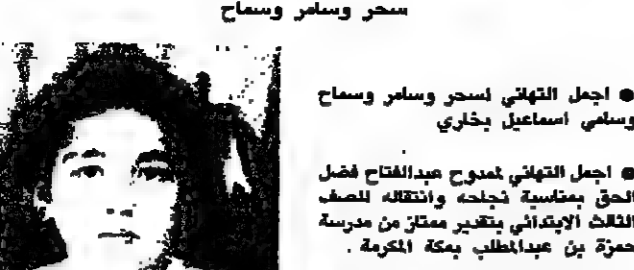 سحر وسامر وسماح
● اجمل التهاني لسحر وسامر وسماح
وسامي اسماعيل بخاري
● اجمل التهاني لممدوح عبدالفتاح فضل
الحق بمناسبة نجاحه وانتقاله للصف
الثالث الابتدائي بتقدير ممتاز من مدرسة
حمزة بن عبدالمطلب بمكة المكرمة .